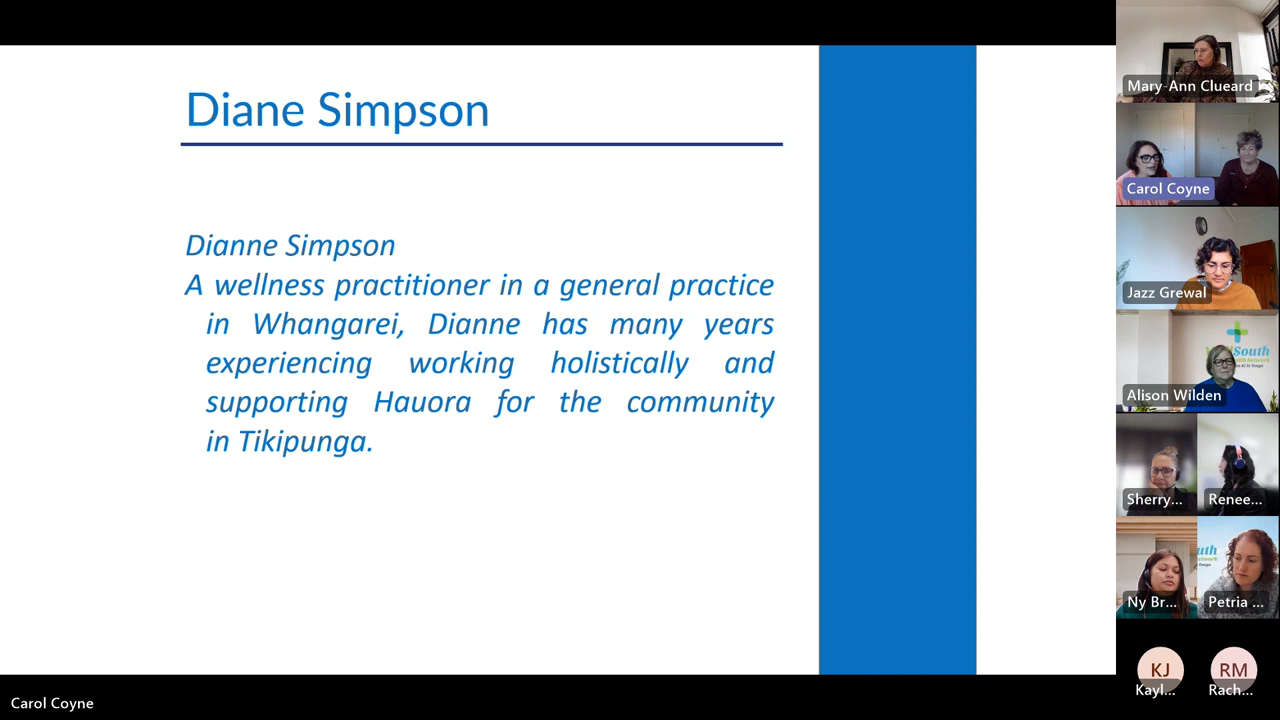 Diane Simpson
Dianne Simpson
A wellness practitioner in a general practice
in Whangarei, Dianne has many years
experiencing working holistically and
supporting Hauora for the community
in Tikipunga.
Mary-Ann Clueard
Carol Coyne
Jazz Grewal
South
Alison Wilden
Sherry...
Renee...
Ny Br...
Petria ...
KJ
Kayl...
RM
Rach...
Carol Coyne